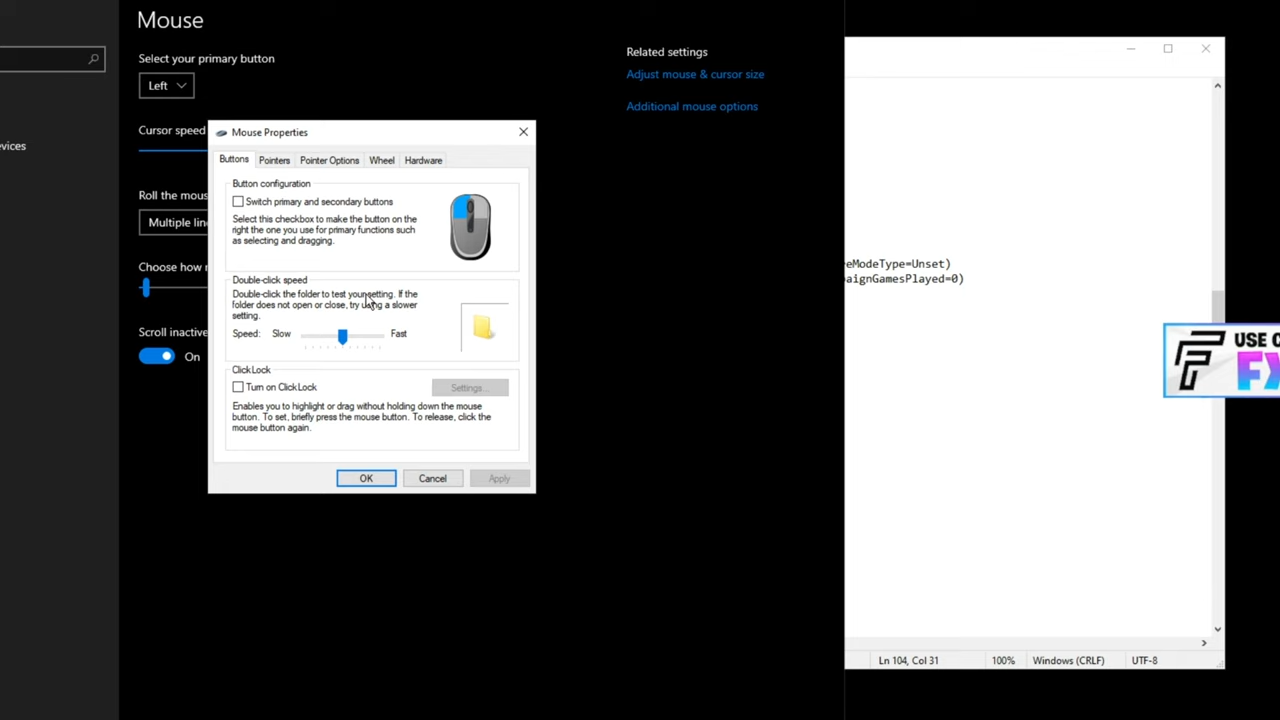 Mouse
Select your primary button
Left
Cursor speed
Roll the mous
Multiple lin
Choose how
Scroll inactive
On
evices
Related settings
Adjust mouse & cursor size
Additional mouse options
Mouse Properties
Buttons
Pointers
Pointer Options
Wheel
Hardware
Button configuration
Switch primary and secondary buttons
Select this checkbox to make the button on the
right the one you use for primary functions such
as selecting and dragging.
Double-click speed
Double-click the folder to test your setting. If the
folder does not open or close, try using a slower
setting.
Speed:
Slow
Fast
ClickLock
Turn on ClickLock
Settings...
Enables you to highlight or drag without holding down the mouse
button. To set, briefly press the mouse button. To release, click the
mouse button again.
OK
Cancel
Apply
eModeType=Unset)
aignGamesPlayed=0)
USE C
FX
Ln 104, Col 31
100%
Windows (CRLF)
UTF-8